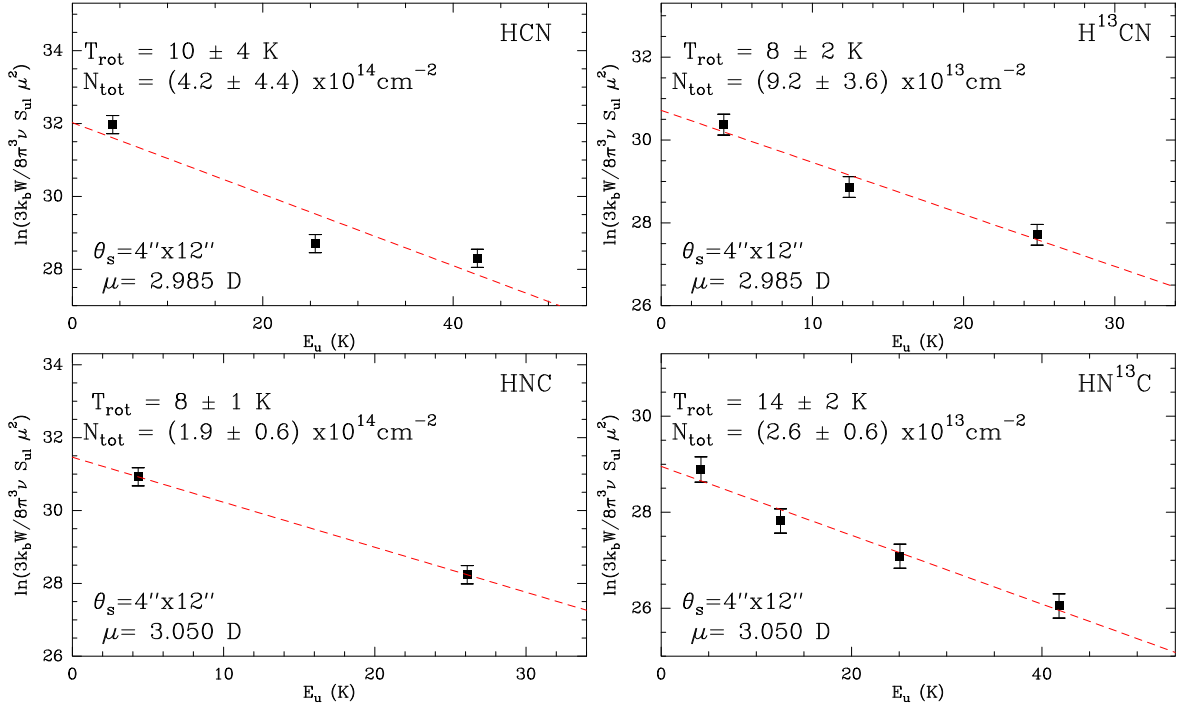 HCN
T_rot = 10 ± 4 K
N_tot = (4.2 ± 4.4) x10^14 cm^−2
ln(3k_bW/8π^3ν S_ul μ^2)
34
32
30
28
θ_s=4″x12″
μ= 2.985 D
0 20 40
E_u (K)
H^13CN
T_rot = 8 ± 2 K
N_tot = (9.2 ± 3.6) x10^13 cm^−2
ln(3k_bW/8π^3ν S_ul μ^2)
32
30
28
26
θ_s=4″x12″
μ= 2.985 D
0 10 20 30
E_u (K)
HNC
T_rot = 8 ± 1 K
N_tot = (1.9 ± 0.6) x10^14 cm^−2
ln(3k_bW/8π^3ν S_ul μ^2)
34
32
30
28
26
θ_s=4″x12″
μ= 3.050 D
0 10 20 30
E_u (K)
HN^13C
T_rot = 14 ± 2 K
N_tot = (2.6 ± 0.6) x10^13 cm^−2
ln(3k_bW/8π^3ν S_ul μ^2)
30
28
26
θ_s=4″x12″
μ= 3.050 D
0 20 40
E_u (K)